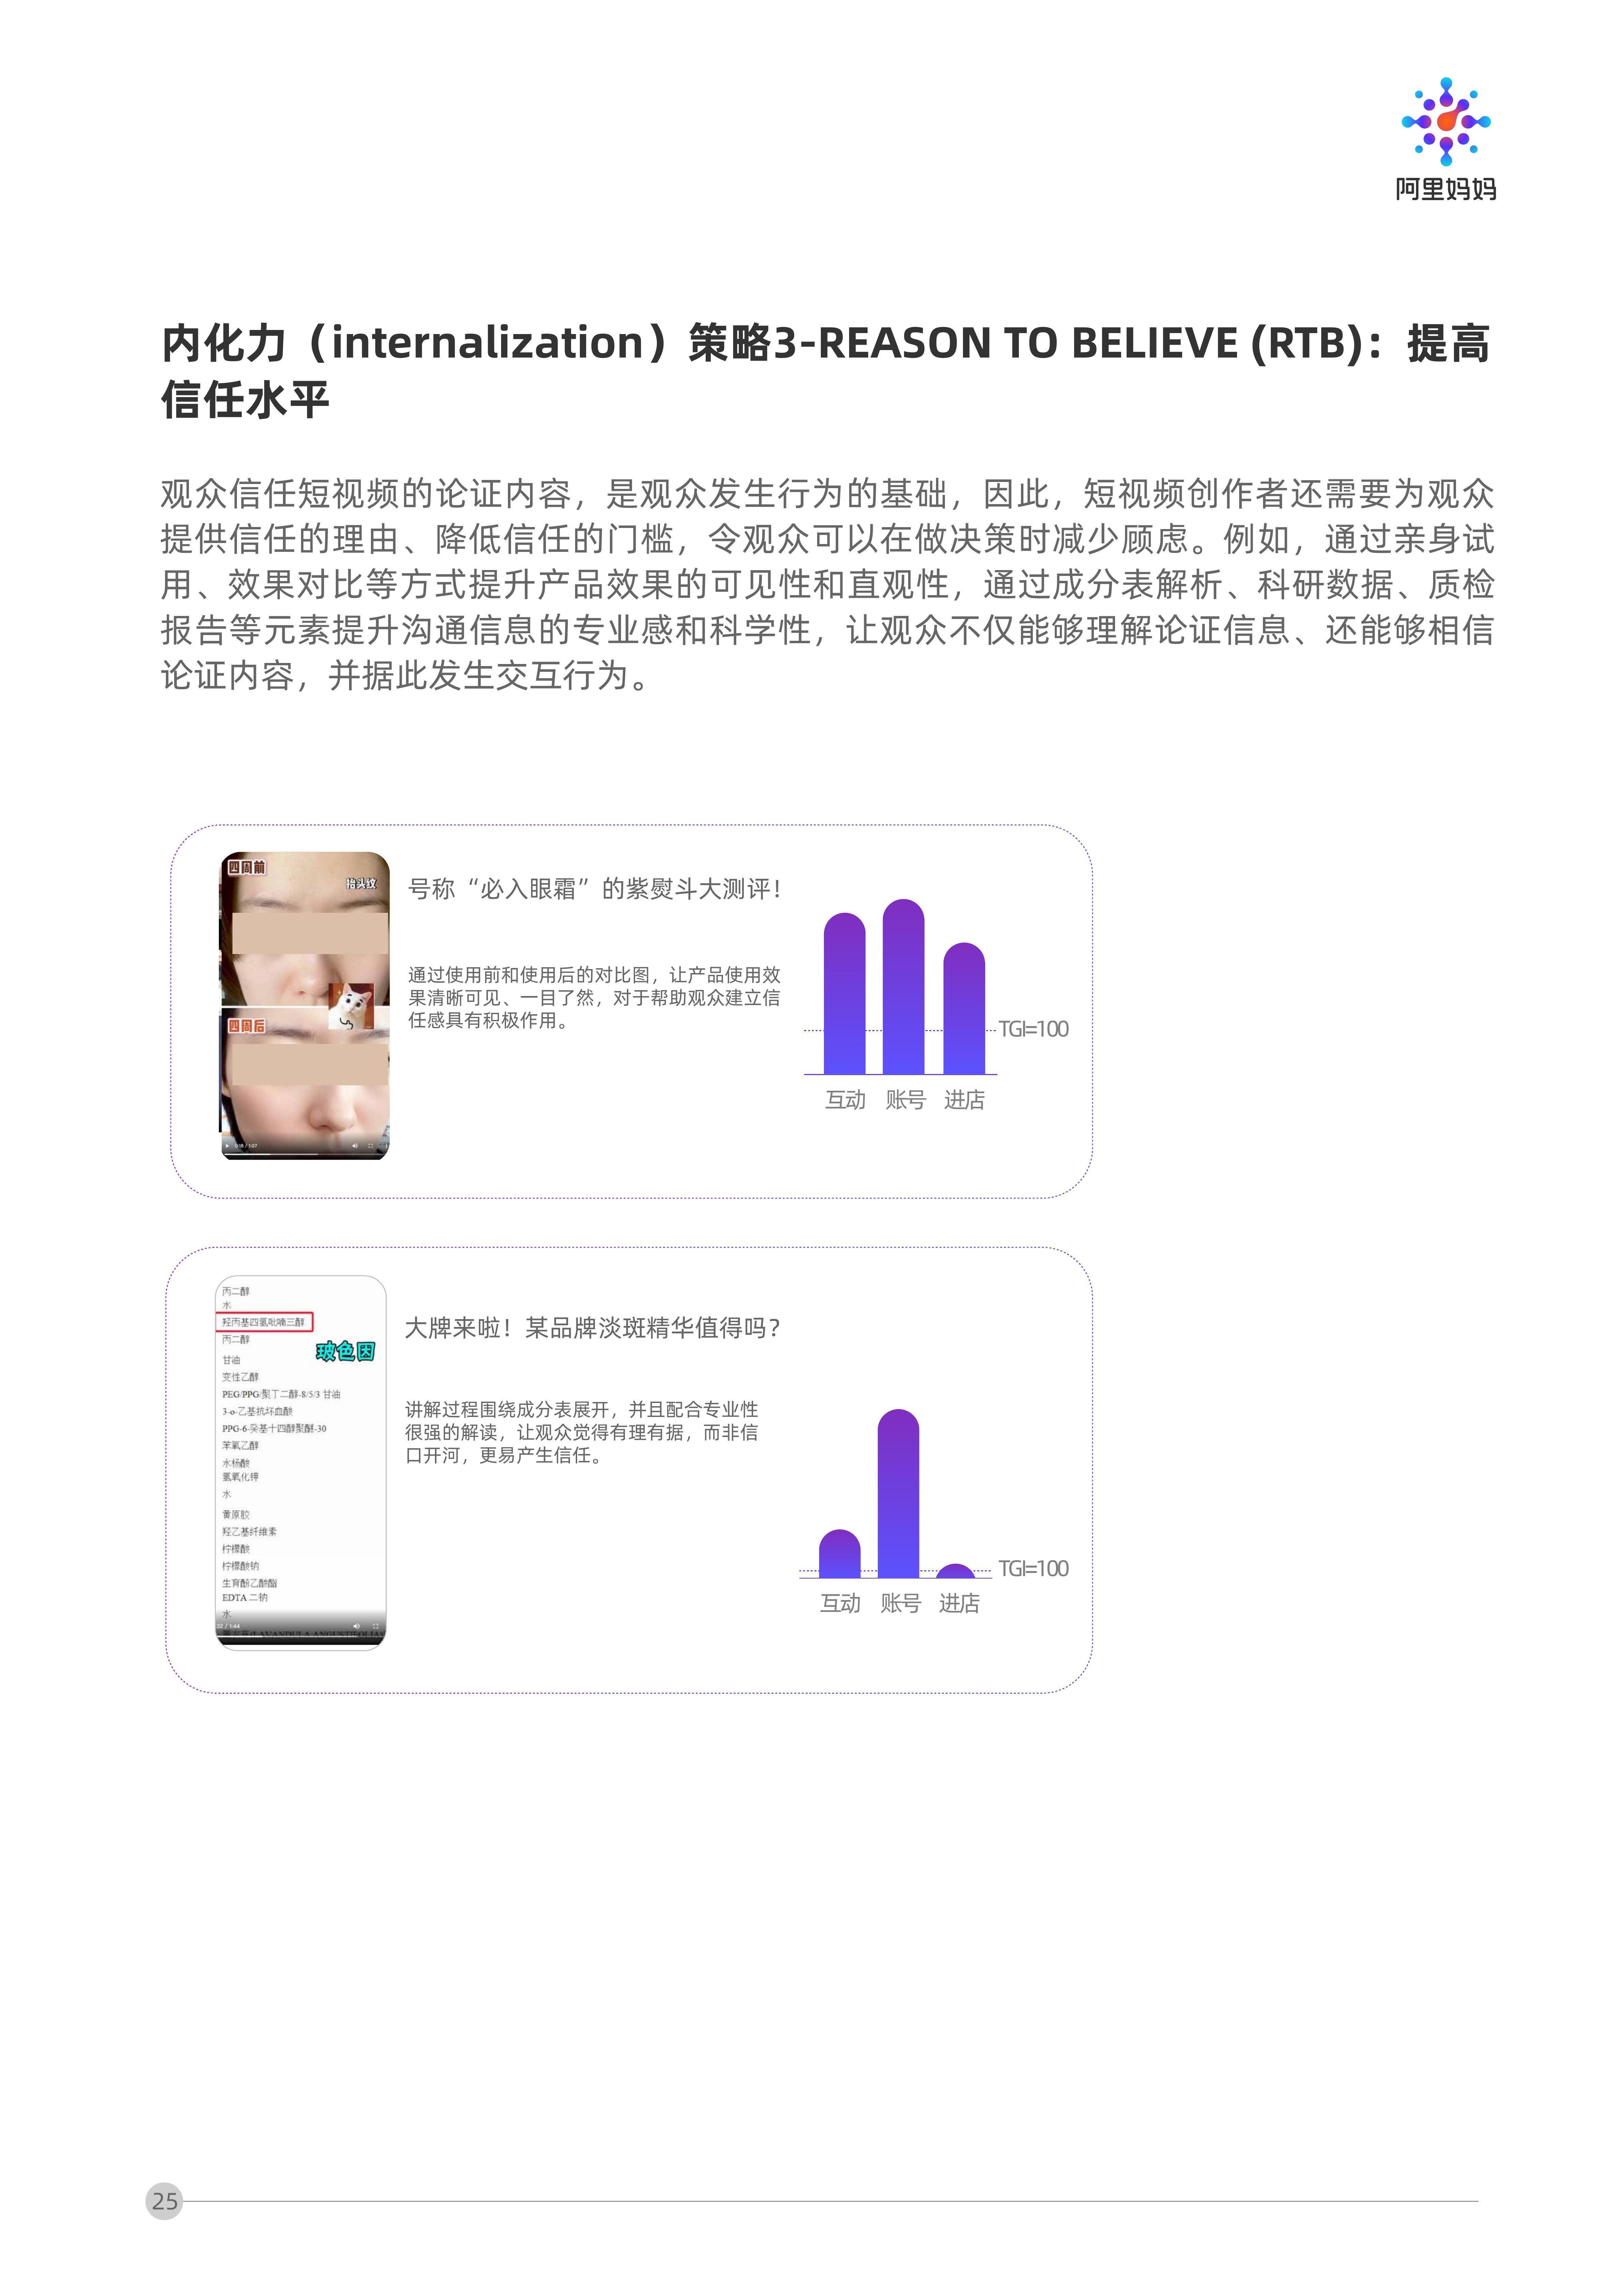 阿里妈妈
内化力（internalization）策略3-REASON TO BELIEVE (RTB)：提高
信任水平
观众信任短视频的论证内容，是观众发生行为的基础，因此，短视频创作者还需要为观众
提供信任的理由、降低信任的门槛，令观众可以在做决策时减少顾虑。例如，通过亲身试
用、效果对比等方式提升产品效果的可见性和直观性，通过成分表解析、科研数据、质检
报告等元素提升沟通信息的专业感和科学性，让观众不仅能够理解论证信息、还能够相信
论证内容，并据此发生交互行为。
四周前
抬头纹
四周后
0:18 / 1:07
号称“必入眼霜”的紫熨斗大测评！
通过使用前和使用后的对比图，让产品使用效
果清晰可见、一目了然，对于帮助观众建立信
任感具有积极作用。
TGI=100
互动 账号 进店
丙二醇
水
羟丙基四氢吡喃三醇
丙二醇
玻色因
甘油
变性乙醇
PEG/PPG/聚丁二醇-8/5/3 甘油
3-o-乙基抗坏血酸
PPG-6-癸基十四醇聚醚-30
苯氧乙醇
水杨酸
氢氧化钾
水
黄原胶
羟乙基纤维素
柠檬酸
柠檬酸钠
生育酚乙酸酯
EDTA 二钠
水
22 / 1:44
大牌来啦！某品牌淡斑精华值得吗？
讲解过程围绕成分表展开，并且配合专业性
很强的解读，让观众觉得有理有据，而非信
口开河，更易产生信任。
TGI=100
互动 账号 进店
25